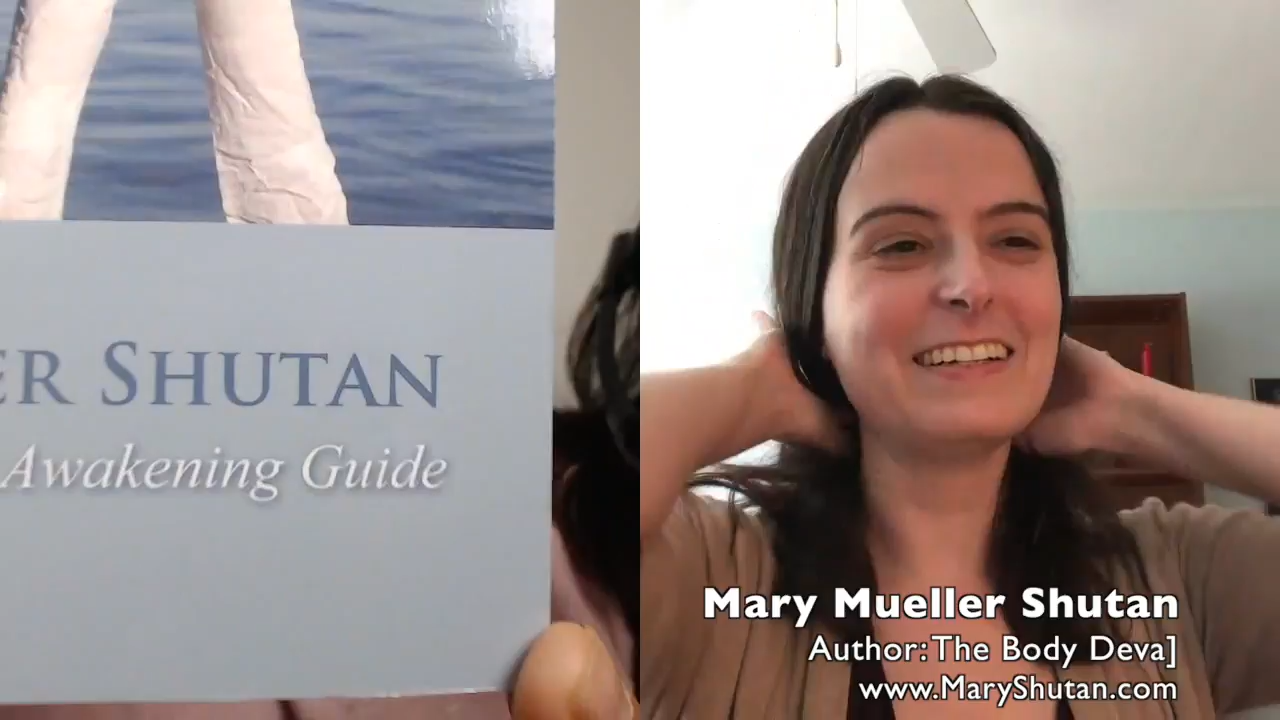 ER SHUTAN
Awakening Guide
Mary Mueller Shutan
Author: The Body Deva]
www.MaryShutan.com